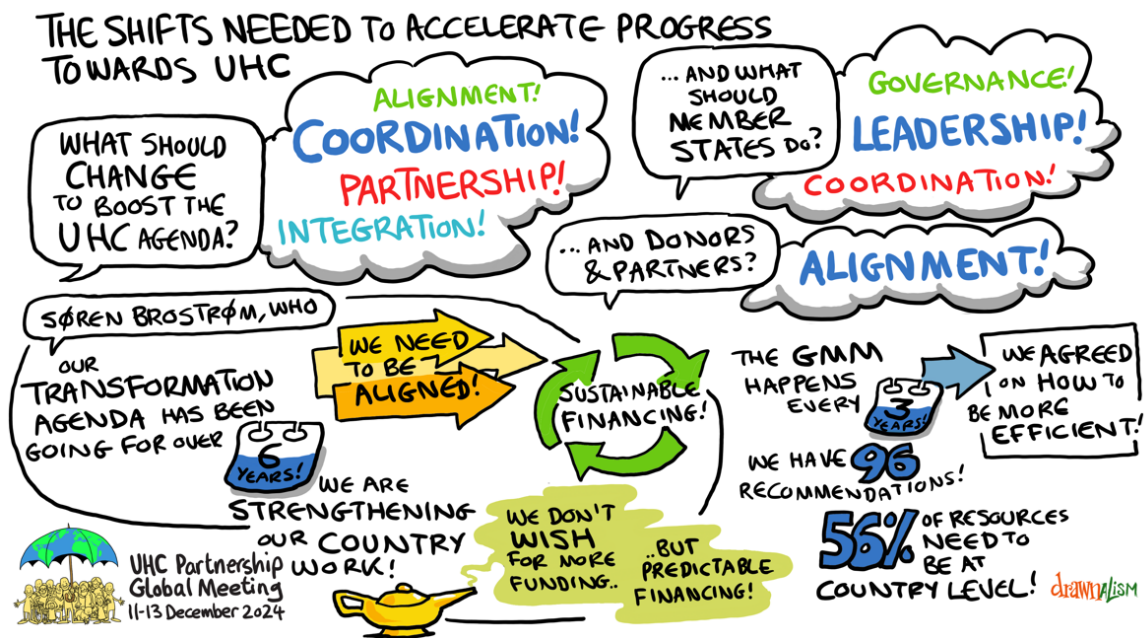 THE SHIFTS NEEDED TO ACCELERATE PROGRESS
TOWARDS UHC
WHAT SHOULD
CHANGE
TO BOOST THE
UHC AGENDA?
ALIGNMENT!
COORDINATION!
PARTNERSHIP!
INTEGRATION!
... AND WHAT
SHOULD
MEMBER
STATES DO?
GOVERNANCE!
LEADERSHIP!
COORDINATION!
... AND DONORS
& PARTNERS?
ALIGNMENT!
SØREN BROSTRØM, WHO
OUR
TRANSFORMATION
AGENDA HAS BEEN
GOING FOR OVER
6
YEARS!
WE NEED
TO BE
ALIGNED!
WE ARE
STRENGTHENING
OUR COUNTRY
WORK!
SUSTAINABLE
FINANCING!
WE DON'T
WISH
FOR MORE
FUNDING..
..BUT
PREDICTABLE
FINANCING!
THE GMM
HAPPENS
EVERY
3
YEARS!
WE AGREED
ON HOW TO
BE MORE
EFFICIENT!
WE HAVE 96
RECOMMENDATIONS!
56% OF RESOURCES
NEED TO
BE AT
COUNTRY LEVEL!
UHC Partnership
Global Meeting
11-13 December 2024
drawnalism